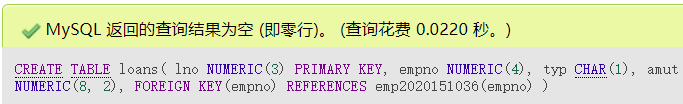 MySQL 返回的查询结果为空 (即零行)。 (查询花费 0.0220 秒。)
CREATE TABLE loans( lno NUMERIC(3) PRIMARY KEY, empno NUMERIC(4), typ CHAR(1), amut
NUMERIC(8, 2), FOREIGN KEY(empno) REFERENCES emp2020151036(empno) )